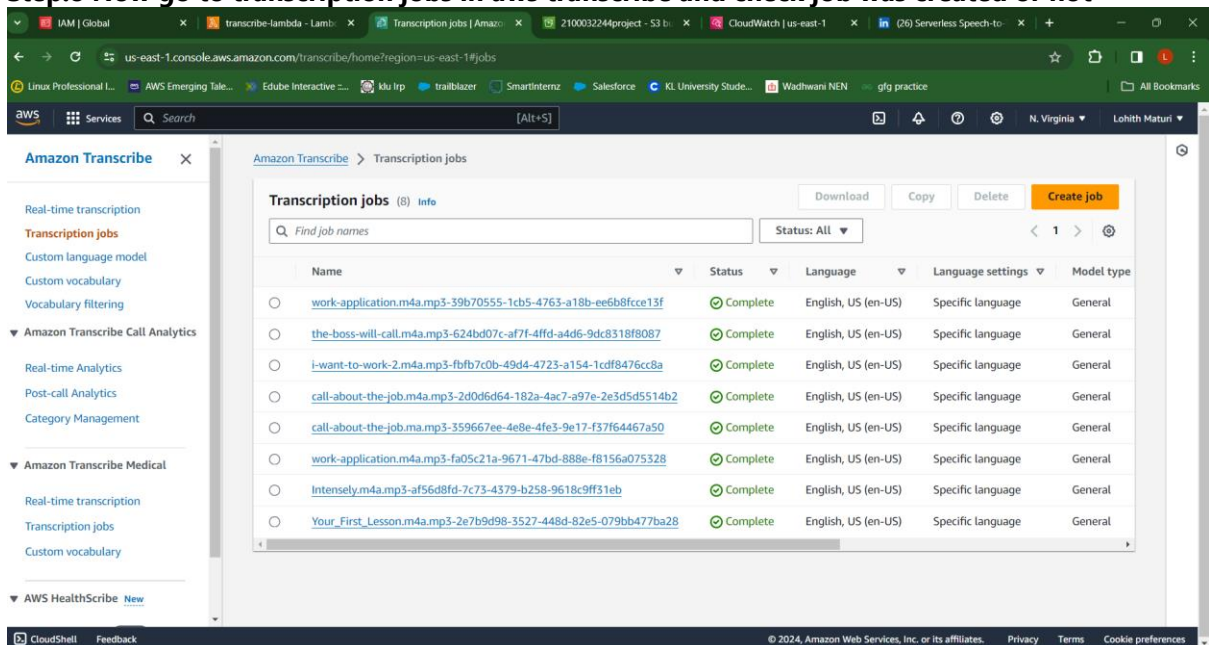 Step:6 Now go to transcription jobs in aws transcribe and check job was created or not
IAM | Global
transcribe-lambda - Lamb
Transcription jobs | Amazo
2100032244project - S3 bu
CloudWatch | us-east-1
(26) Serverless Speech-to-
us-east-1.console.aws.amazon.com/transcribe/home?region=us-east-1#jobs
Linux Professional I...
AWS Emerging Tale...
Edube Interactive ::...
klu lrp
trailblazer
SmartInternz
Salesforce
KL University Stude...
Wadhwani NEN
gfg practice
All Bookmarks
aws
Services
Search
[Alt+S]
N. Virginia
Lohith Maturi
Amazon Transcribe
Real-time transcription
Transcription jobs
Custom language model
Custom vocabulary
Vocabulary filtering
Amazon Transcribe Call Analytics
Real-time Analytics
Post-call Analytics
Category Management
Amazon Transcribe Medical
Real-time transcription
Transcription jobs
Custom vocabulary
AWS HealthScribe New
Amazon Transcribe > Transcription jobs
Transcription jobs (8) Info
Download Copy Delete Create job
Find job names Status: All < 1 >
Name Status Language Language settings Model type
work-application.m4a.mp3-39b70555-1cb5-4763-a18b-ee6b8fcce13f Complete English, US (en-US) Specific language General
the-boss-will-call.m4a.mp3-624bd07c-af7f-4ffd-a4d6-9dc8318f8087 Complete English, US (en-US) Specific language General
i-want-to-work-2.m4a.mp3-fbfb7c0b-49d4-4723-a154-1cdf8476cc8a Complete English, US (en-US) Specific language General
call-about-the-job.m4a.mp3-2d0d6d64-182a-4ac7-a97e-2e3d5d5514b2 Complete English, US (en-US) Specific language General
call-about-the-job.ma.mp3-359667ee-4e8e-4fe3-9e17-f37f64467a50 Complete English, US (en-US) Specific language General
work-application.m4a.mp3-fa05c21a-9671-47bd-888e-f8156a075328 Complete English, US (en-US) Specific language General
Intensely.m4a.mp3-af56d8fd-7c73-4379-b258-9618c9ff31eb Complete English, US (en-US) Specific language General
Your_First_Lesson.m4a.mp3-2e7b9d98-3527-448d-82e5-079bb477ba28 Complete English, US (en-US) Specific language General
CloudShell Feedback
© 2024, Amazon Web Services, Inc. or its affiliates. Privacy Terms Cookie preferences